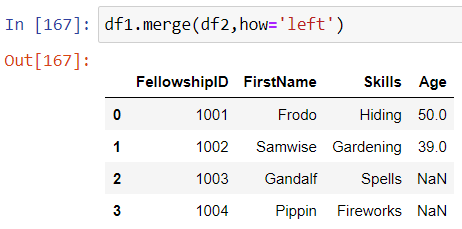 In [167]: df1.merge(df2,how='left')
Out[167]:
FellowshipID FirstName Skills Age
0 1001 Frodo Hiding 50.0
1 1002 Samwise Gardening 39.0
2 1003 Gandalf Spells NaN
3 1004 Pippin Fireworks NaN